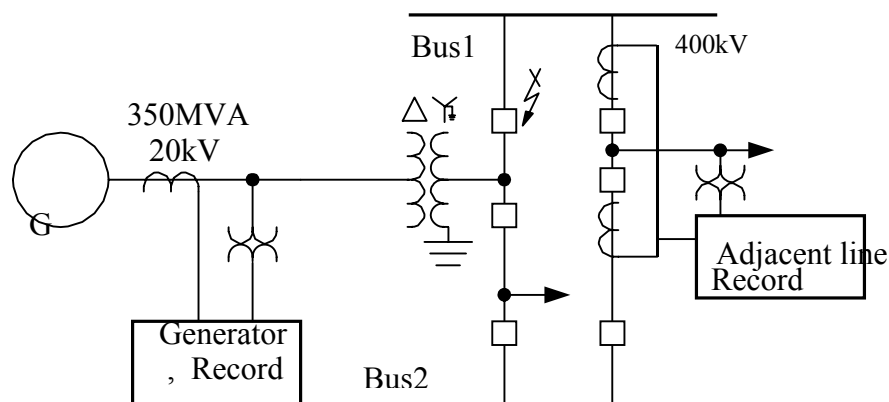 Bus1
400kV
350MVA
20kV
G
Adjacent line
Record
Generator
, Record
Bus2